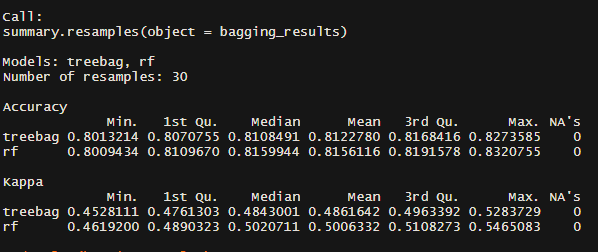 Call:
summary.resamples(object = bagging_results)
Models: treebag, rf
Number of resamples: 30
Accuracy
Min. 1st Qu. Median Mean 3rd Qu. Max. NA's
treebag 0.8013214 0.8070755 0.8108491 0.8122780 0.8168416 0.8273585 0
rf 0.8009434 0.8109670 0.8159944 0.8156116 0.8191578 0.8320755 0
Kappa
Min. 1st Qu. Median Mean 3rd Qu. Max. NA's
treebag 0.4528111 0.4761303 0.4843001 0.4861642 0.4963392 0.5283729 0
rf 0.4619200 0.4890323 0.5020711 0.5006332 0.5108273 0.5465083 0